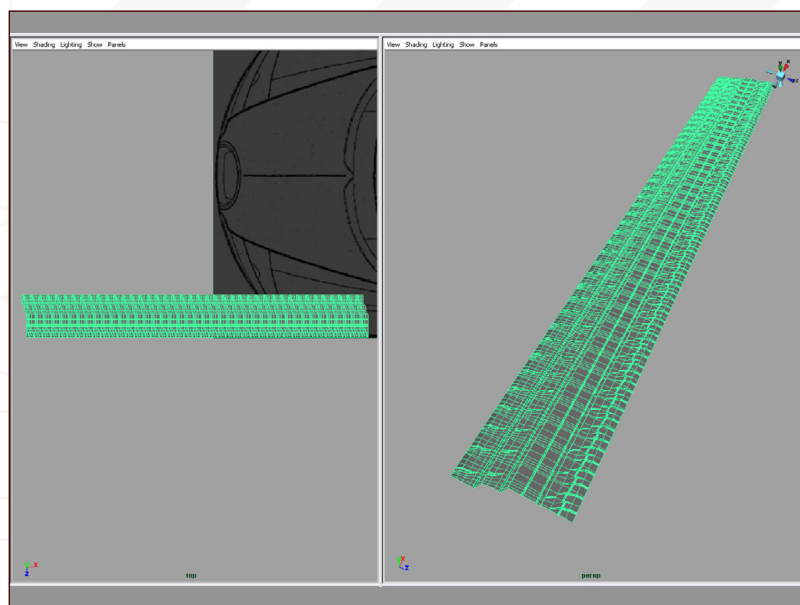 View Shading Lighting Show Panels
View Shading Lighting Show Panels
y x
z
x
z
top
x
z
persp